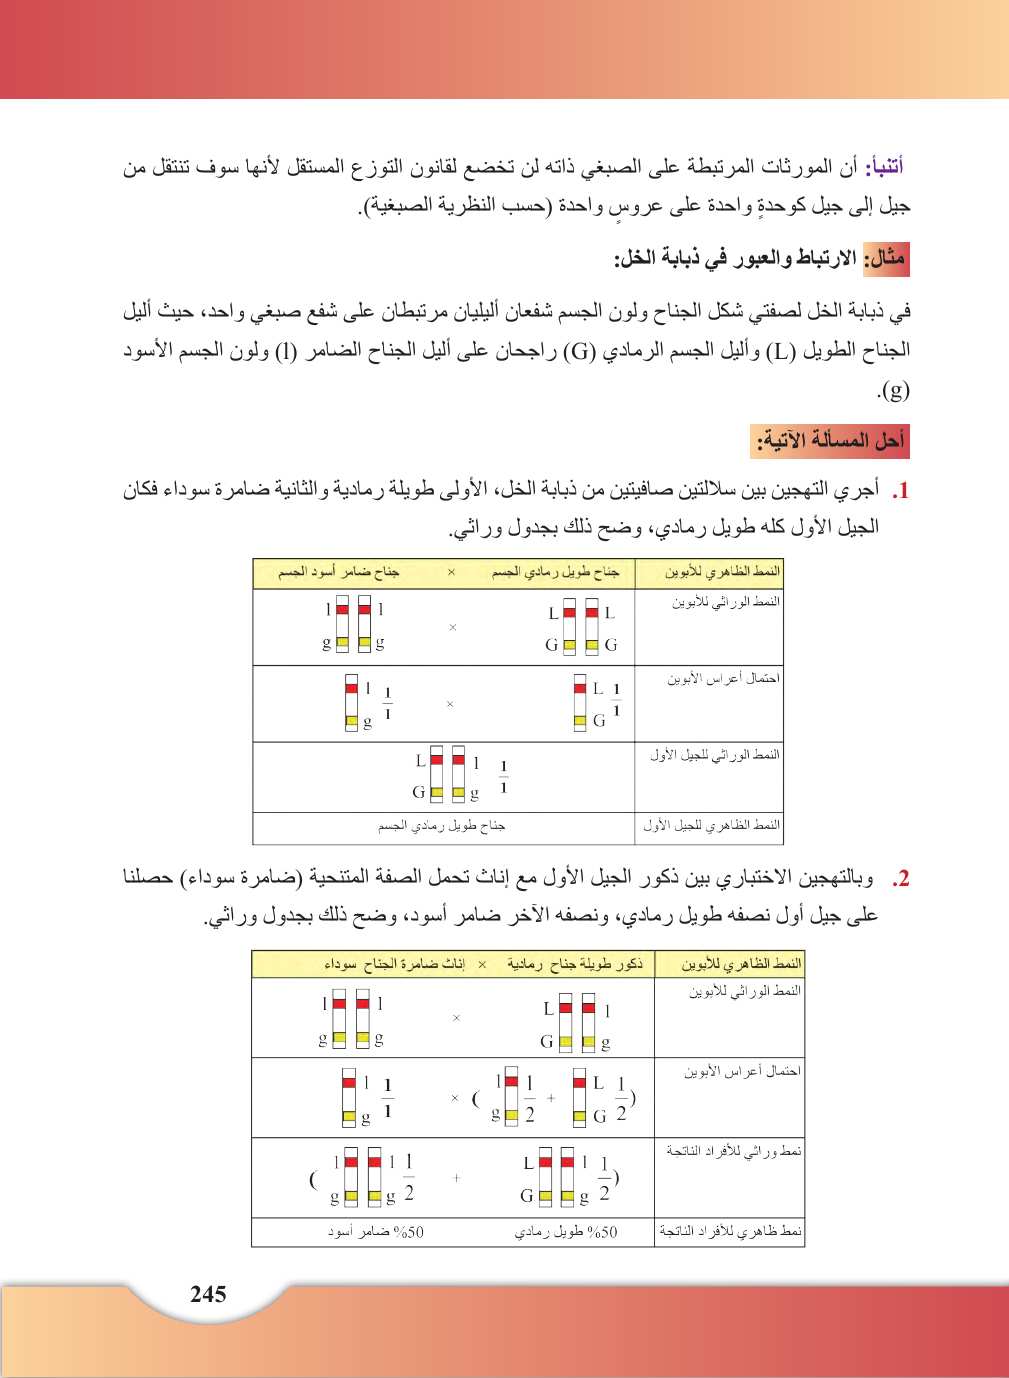 أتنبأ: أن المورثات المرتبطة على الصبغي ذاته لن تخضع لقانون التوزع المستقل لأنها سوف تنتقل من
جيل إلى جيل كوحدةٍ واحدة على عروسٍ واحدة (حسب النظرية الصبغية).
مثال: الارتباط والعبور في ذبابة الخل:
في ذبابة الخل لصفتي شكل الجناح ولون الجسم شفعان أليليان مرتبطان على شفع صبغي واحد، حيث أليل
الجناح الطويل (L) وأليل الجسم الرمادي (G) راجحان على أليل الجناح الضامر (l) ولون الجسم الأسود
(g).
أحل المسألة الآتية:
1. أجري التهجين بين سلالتين صافيتين من ذبابة الخل، الأولى طويلة رمادية والثانية ضامرة سوداء فكان
الجيل الأول كله طويل رمادي، وضح ذلك بجدول وراثي.
النمط الظاهري للأبوين جناح طويل رمادي الجسم × جناح ضامر أسود الجسم
النمط الوراثي للأبوين
L L × l l
G G g g
احتمال أعراس الأبوين
L 1/1 × l 1/1
G g
النمط الوراثي للجيل الأول
L l 1/1
G g
النمط الظاهري للجيل الأول جناح طويل رمادي الجسم
2. وبالتهجين الاختباري بين ذكور الجيل الأول مع إناث تحمل الصفة المتنحية (ضامرة سوداء) حصلنا
على جيل أول نصفه طويل رمادي، ونصفه الآخر ضامر أسود، وضح ذلك بجدول وراثي.
النمط الظاهري للأبوين ذكور طويلة جناح رمادية × إناث ضامرة الجناح سوداء
النمط الوراثي للأبوين
L l × l l
G g g g
احتمال أعراس الأبوين
(L 1/2 + l 1/2) × l 1/1
G g g
نمط وراثي للأفراد الناتجة
(L l 1/2 + l l 1/2)
G g g g
نمط ظاهري للأفراد الناتجة 50% طويل رمادي 50% ضامر أسود
245